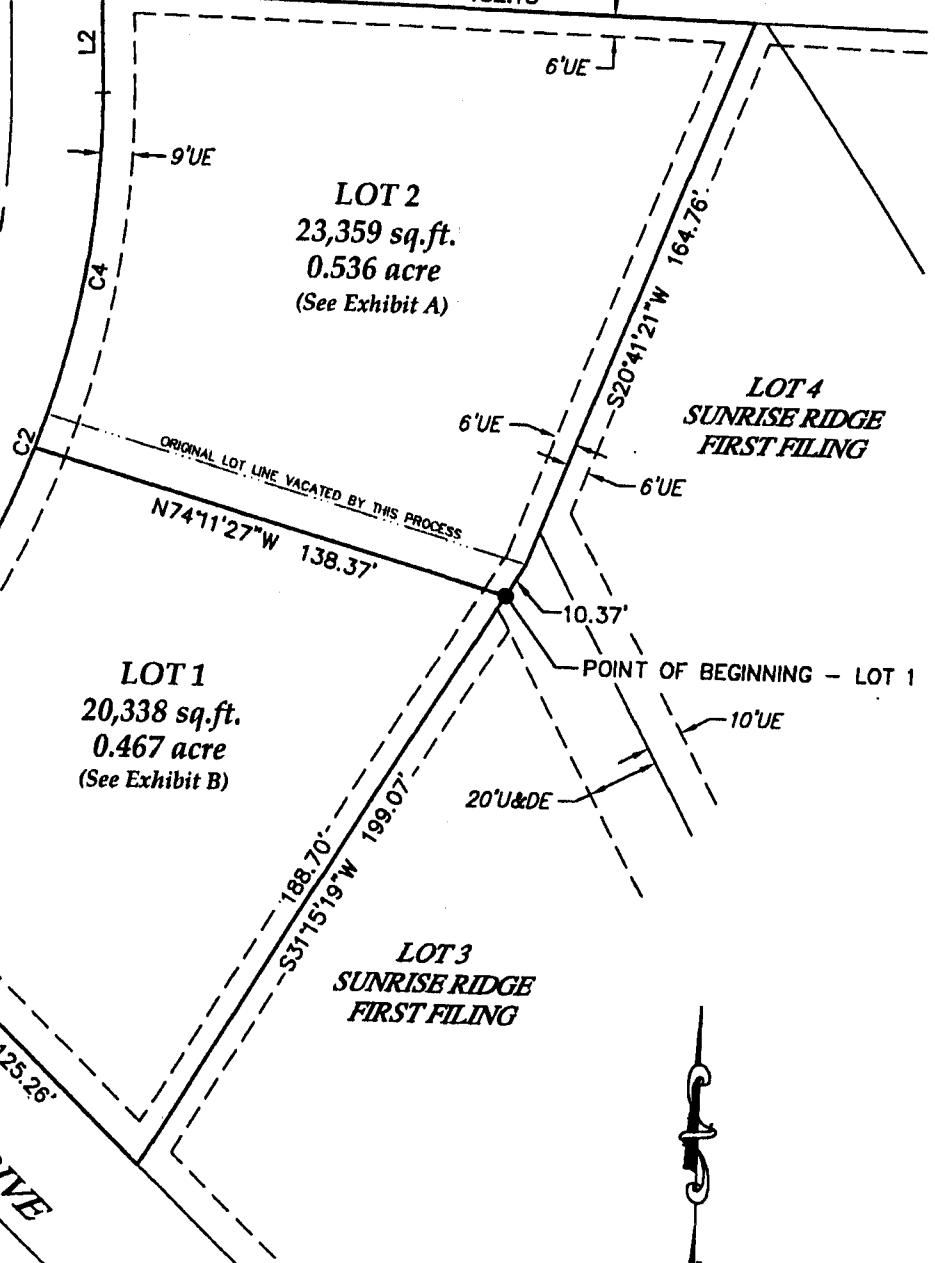 L2
6'UE
9'UE
LOT 2
23,359 sq.ft.
0.536 acre
(See Exhibit A)
C4
S20°41'21"W 164.76'
LOT 4
SUNRISE RIDGE
FIRST FILING
6'UE
6'UE
C2
ORIGINAL LOT LINE VACATED BY THIS PROCESS
N74°11'27"W 138.37'
10.37'
POINT OF BEGINNING – LOT 1
LOT 1
20,338 sq.ft.
0.467 acre
(See Exhibit B)
10'UE
20'U&DE
188.70'
S31°15'19"W 199.07'
LOT 3
SUNRISE RIDGE
FIRST FILING
125.26'